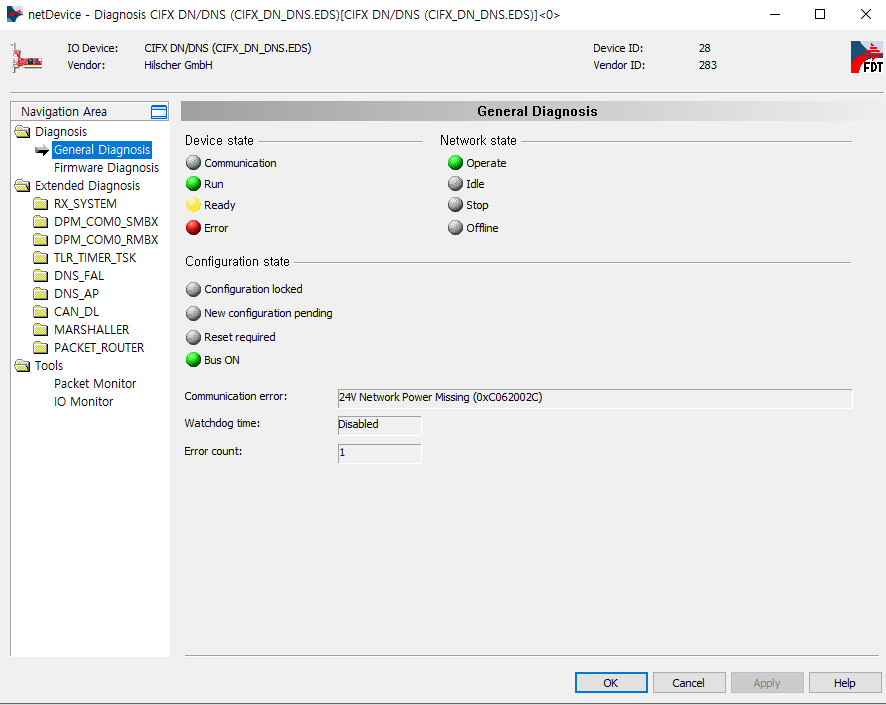 netDevice - Diagnosis CIFX DN/DNS (CIFX_DN_DNS.EDS)[CIFX DN/DNS (CIFX_DN_DNS.EDS)]<0>
IO Device: CIFX DN/DNS (CIFX_DN_DNS.EDS) Device ID: 28
Vendor: Hilscher GmbH Vendor ID: 283
FDT
Navigation Area
Diagnosis
General Diagnosis
Firmware Diagnosis
Extended Diagnosis
RX_SYSTEM
DPM_COM0_SMBX
DPM_COM0_RMBX
TLR_TIMER_TSK
DNS_FAL
DNS_AP
CAN_DL
MARSHALLER
PACKET_ROUTER
Tools
Packet Monitor
IO Monitor
General Diagnosis
Device state
Communication
Run
Ready
Error
Network state
Operate
Idle
Stop
Offline
Configuration state
Configuration locked
New configuration pending
Reset required
Bus ON
Communication error: 24V Network Power Missing (0xC062002C)
Watchdog time: Disabled
Error count: 1
OK Cancel Apply Help